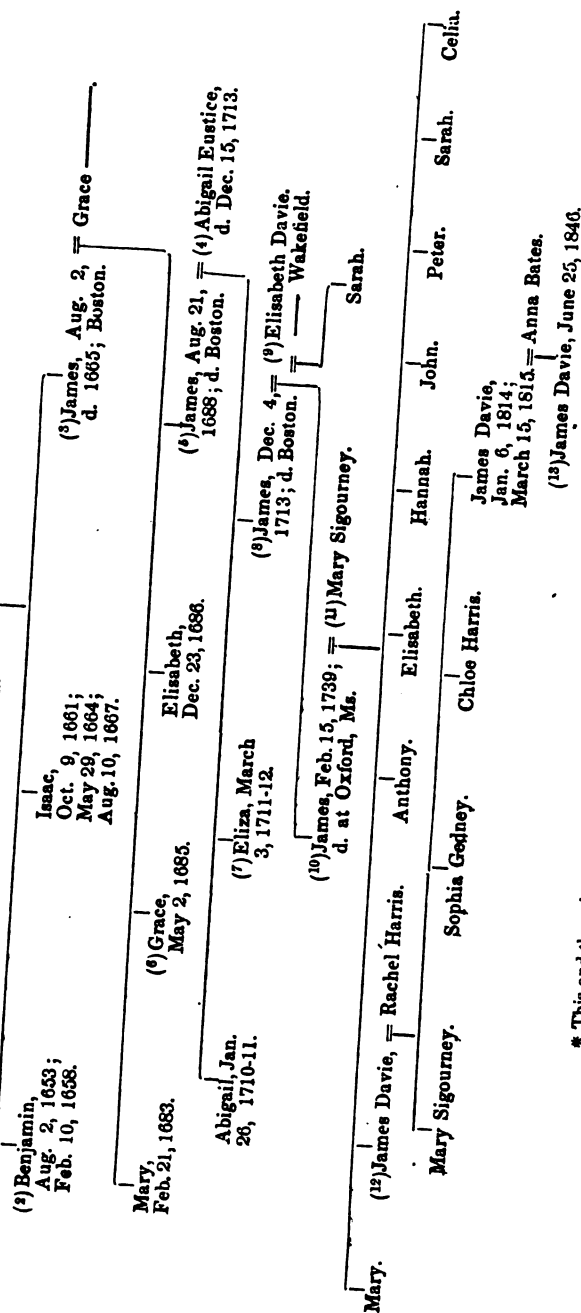 (2)Benjamin,
Aug. 2, 1653;
Feb. 10, 1658.
Isaac,
Oct. 9, 1661;
May 29, 1664;
Aug. 10, 1667.
(3)James, Aug. 2, = Grace ———.
d. 1665; Boston.
Mary,
Feb. 21, 1683.
(6)Grace,
May 2, 1685.
Elisabeth,
Dec. 23, 1686.
(5)James, Aug. 21, = (4)Abigail Eustice,
1688; d. Boston. d. Dec. 15, 1713.
Abigail, Jan.
26, 1710-11.
(7)Eliza, March
3, 1711-12.
(8)James, Dec. 4, = (9)Elisabeth Davie.
1713; d. Boston. = ——— Wakefield.
(10)James, Feb. 15, 1739; = (11)Mary Sigourney.
d. at Oxford, Ms.
Sarah.
Mary.
(12)James Davie, = Rachel Harris.
Anthony.
Elisabeth.
Hannah.
John.
Peter.
Sarah.
Celia.
Mary Sigourney.
Sophia Gedney.
Chloe Harris.
James Davie,
Jan. 6, 1814;
March 15, 1815. = Anna Bates.
(13)James Davie, June 25, 1846.
* This and the